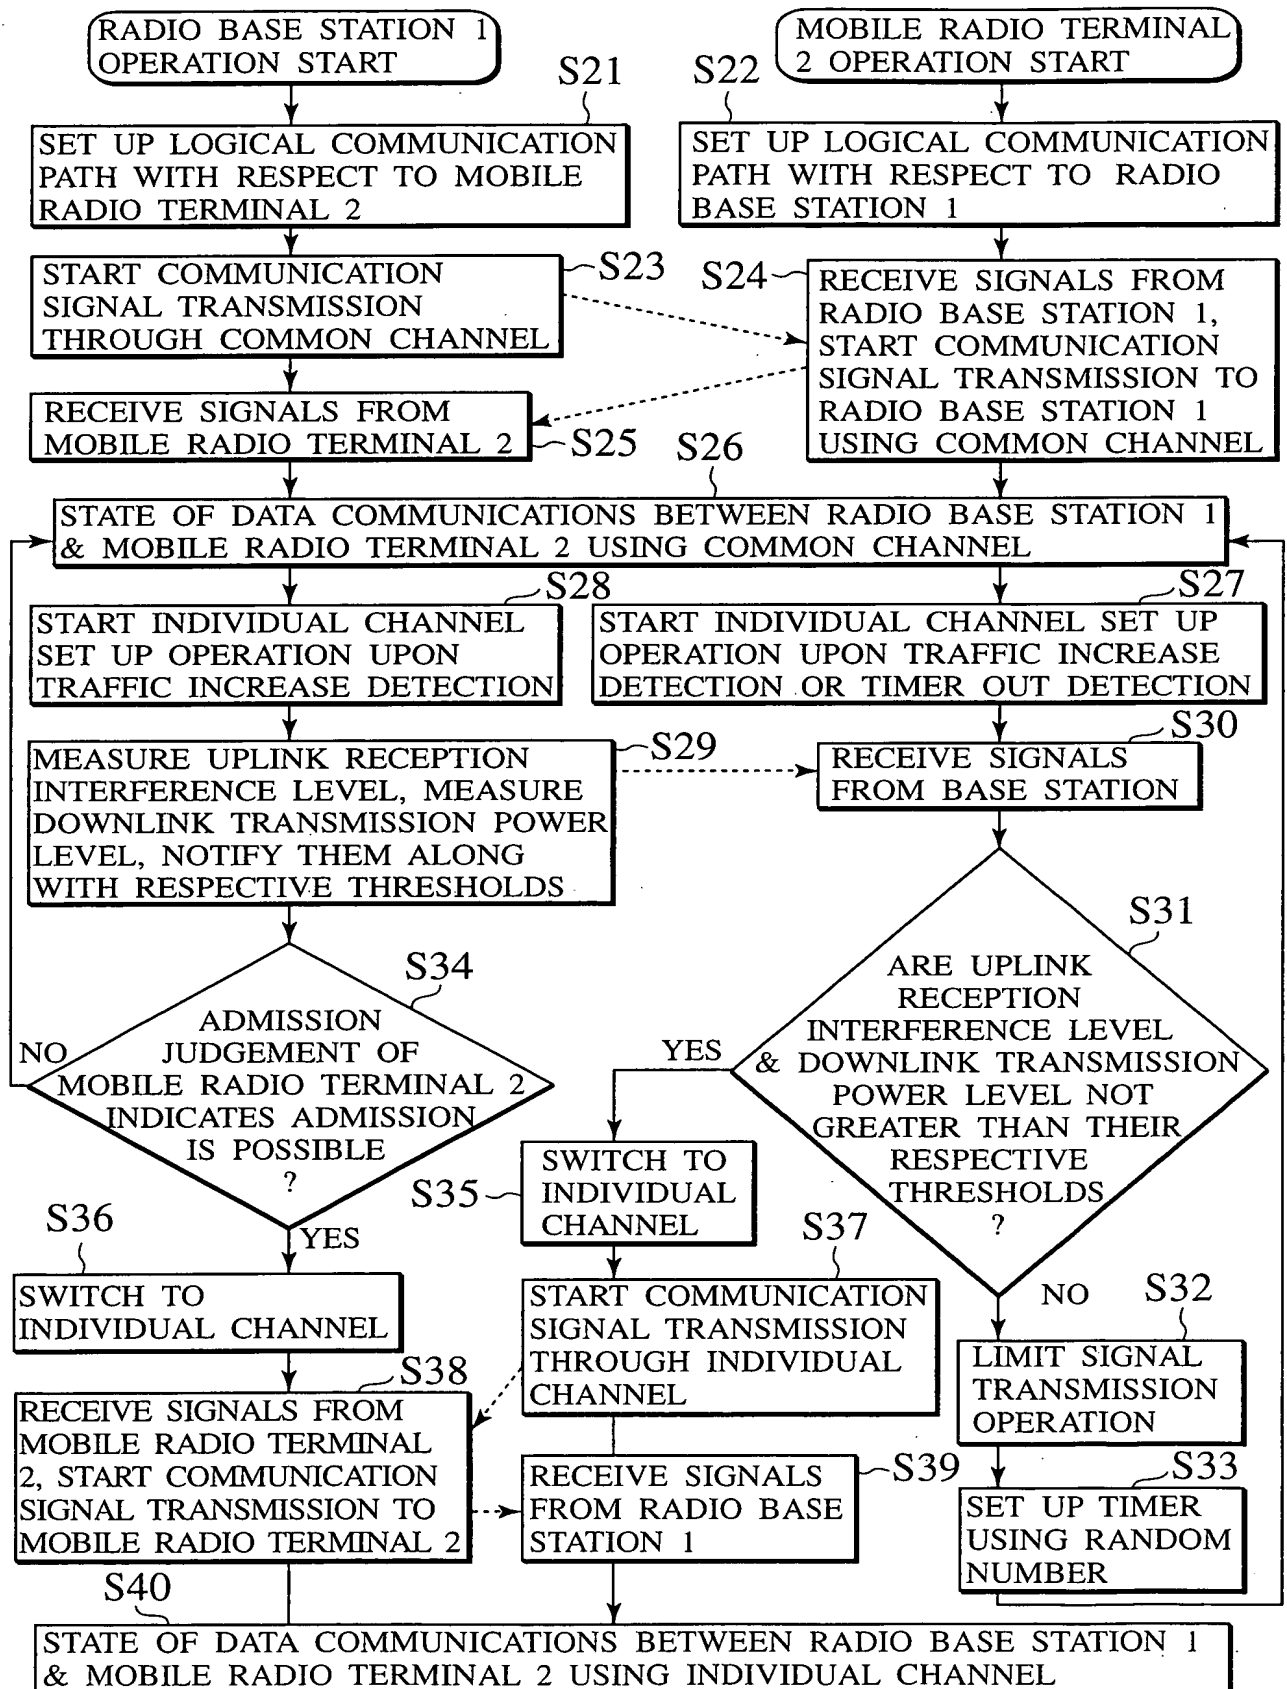 RADIO BASE STATION 1
OPERATION START
MOBILE RADIO TERMINAL
2 OPERATION START
S21
S22
SET UP LOGICAL COMMUNICATION
PATH WITH RESPECT TO MOBILE
RADIO TERMINAL 2
SET UP LOGICAL COMMUNICATION
PATH WITH RESPECT TO RADIO
BASE STATION 1
START COMMUNICATION
SIGNAL TRANSMISSION
THROUGH COMMON CHANNEL
S23
S24
RECEIVE SIGNALS FROM
RADIO BASE STATION 1,
START COMMUNICATION
SIGNAL TRANSMISSION TO
RADIO BASE STATION 1
USING COMMON CHANNEL
RECEIVE SIGNALS FROM
MOBILE RADIO TERMINAL 2
S25
S26
STATE OF DATA COMMUNICATIONS BETWEEN RADIO BASE STATION 1
& MOBILE RADIO TERMINAL 2 USING COMMON CHANNEL
S28
S27
START INDIVIDUAL CHANNEL
SET UP OPERATION UPON
TRAFFIC INCREASE DETECTION
START INDIVIDUAL CHANNEL SET UP
OPERATION UPON TRAFFIC INCREASE
DETECTION OR TIMER OUT DETECTION
MEASURE UPLINK RECEPTION
INTERFERENCE LEVEL, MEASURE
DOWNLINK TRANSMISSION POWER
LEVEL, NOTIFY THEM ALONG
WITH RESPECTIVE THRESHOLDS
S29
S30
RECEIVE SIGNALS
FROM BASE STATION
S31
ARE UPLINK
RECEPTION
INTERFERENCE LEVEL
& DOWNLINK TRANSMISSION
POWER LEVEL NOT
GREATER THAN THEIR
RESPECTIVE
THRESHOLDS
?
S34
ADMISSION
JUDGEMENT OF
MOBILE RADIO TERMINAL 2
INDICATES ADMISSION
IS POSSIBLE
?
NO
YES
YES
NO
S35
SWITCH TO
INDIVIDUAL
CHANNEL
S36
SWITCH TO
INDIVIDUAL CHANNEL
S37
START COMMUNICATION
SIGNAL TRANSMISSION
THROUGH INDIVIDUAL
CHANNEL
S32
LIMIT SIGNAL
TRANSMISSION
OPERATION
S38
RECEIVE SIGNALS FROM
MOBILE RADIO TERMINAL
2, START COMMUNICATION
SIGNAL TRANSMISSION TO
MOBILE RADIO TERMINAL 2
S39
RECEIVE SIGNALS
FROM RADIO BASE
STATION 1
S33
SET UP TIMER
USING RANDOM
NUMBER
S40
STATE OF DATA COMMUNICATIONS BETWEEN RADIO BASE STATION 1
& MOBILE RADIO TERMINAL 2 USING INDIVIDUAL CHANNEL